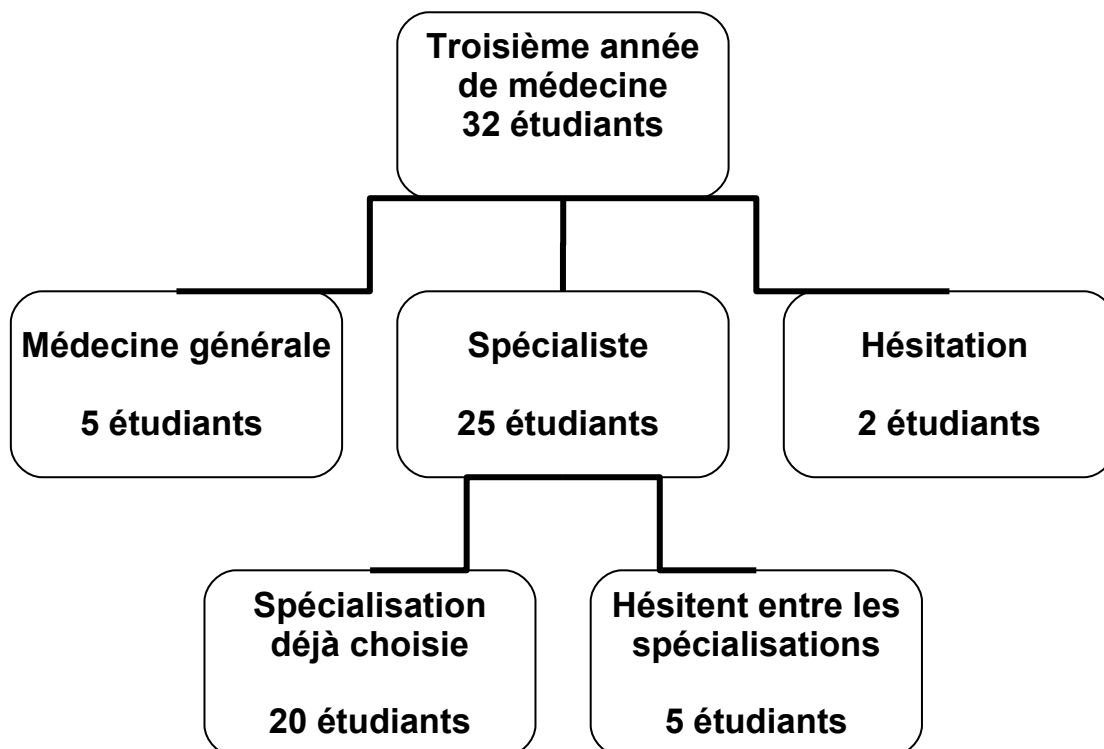 Troisième année
de médecine
32 étudiants
Médecine générale
5 étudiants
Spécialiste
25 étudiants
Hésitation
2 étudiants
Spécialisation
déjà choisie
20 étudiants
Hésitent entre les
spécialisations
5 étudiants